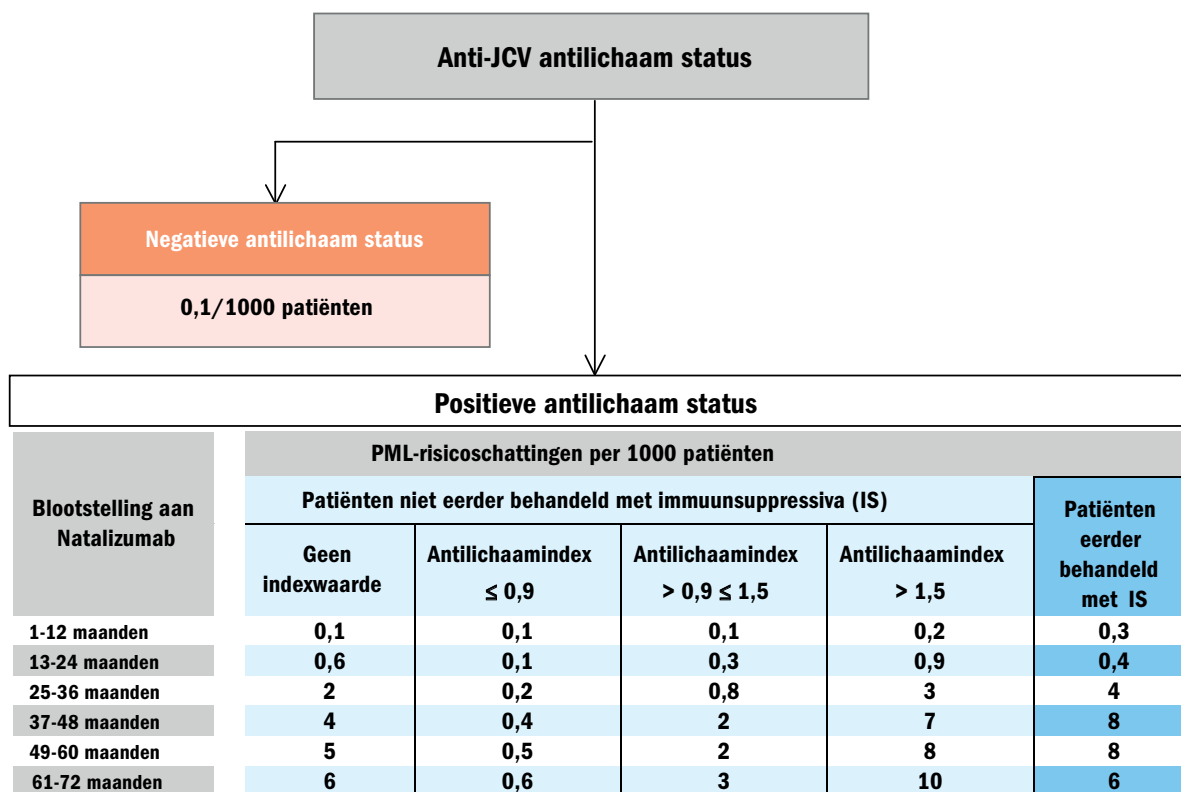 Anti-JCV antilichaam status
Negatieve antilichaam status
0,1/1000 patiënten
Positieve antilichaam status
Blootstelling aan
Natalizumab
PML-risicoschattingen per 1000 patiënten
Patiënten niet eerder behandeld met immuunsuppressiva (IS)
Patiënten
eerder
behandeld
met IS
Geen
indexwaarde
Antilichaamindex
≤ 0,9
Antilichaamindex
> 0,9 ≤ 1,5
Antilichaamindex
> 1,5
1-12 maanden 0,1 0,1 0,1 0,2 0,3
13-24 maanden 0,6 0,1 0,3 0,9 0,4
25-36 maanden 2 0,2 0,8 3 4
37-48 maanden 4 0,4 2 7 8
49-60 maanden 5 0,5 2 8 8
61-72 maanden 6 0,6 3 10 6